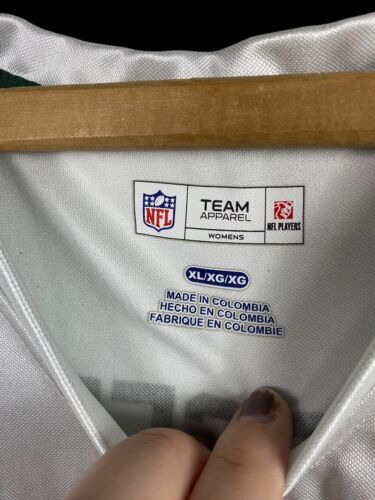 NFL
TEAM
APPAREL
WOMENS
NFL PLAYERS
XL/XG/XG
MADE IN COLOMBIA
HECHO EN COLOMBIA
FABRIQUE EN COLOMBIE